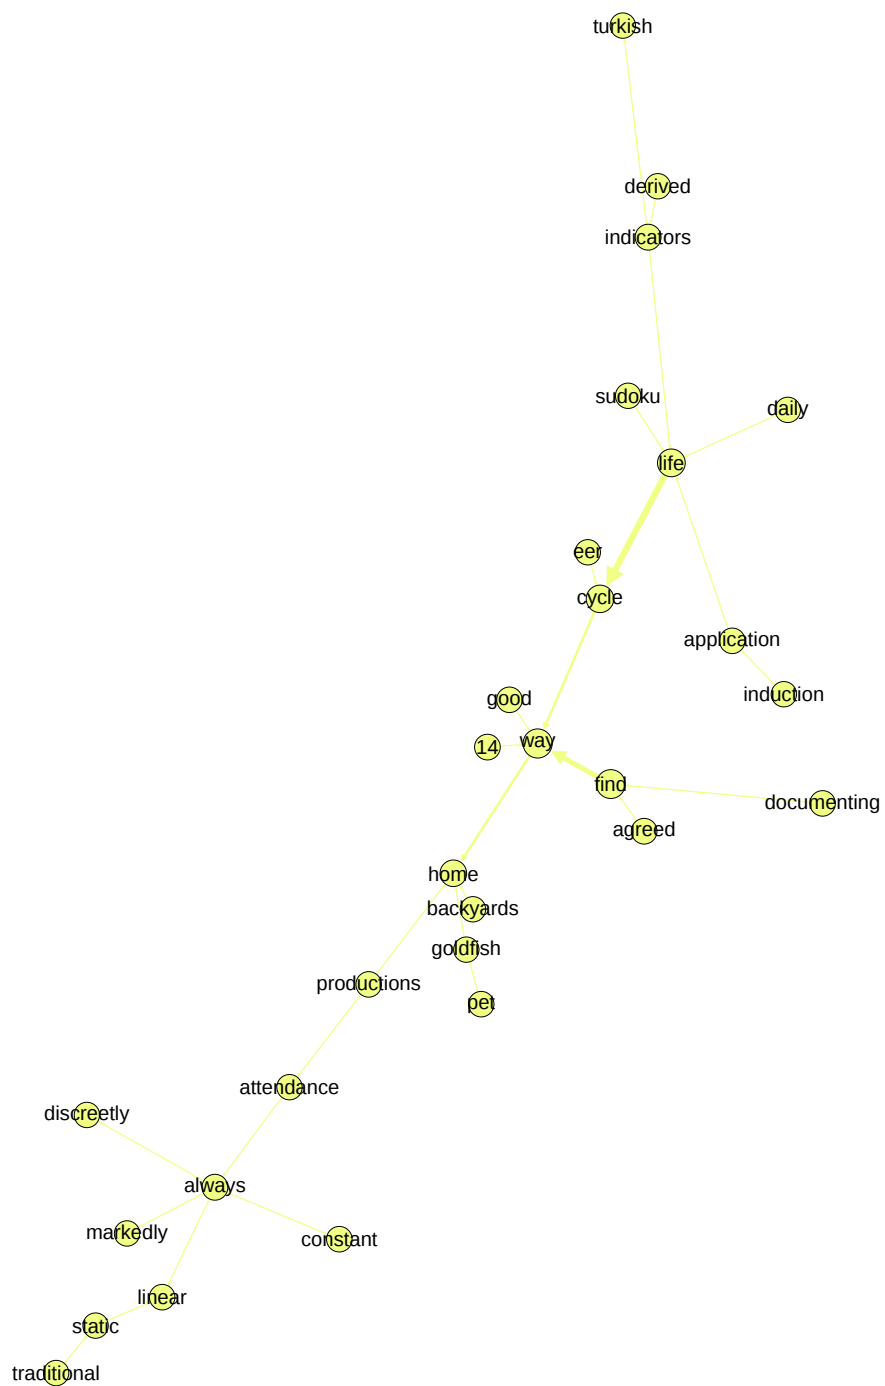 turkish
derived
indicators
sudoku
daily
life
eer
cycle
application
induction
good
way
14
find
documenting
agreed
home
backyards
goldfish
productions
pet
attendance
discreetly
always
markedly
constant
linear
static
traditional